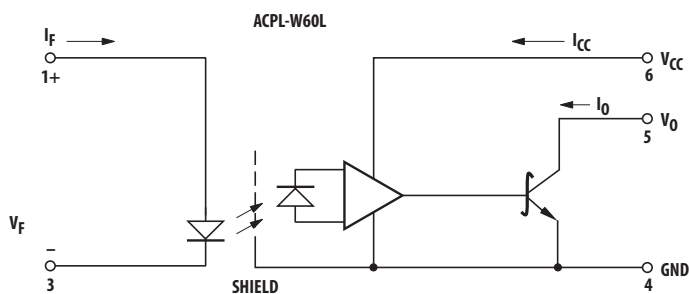 ACPL-W60L
IF
ICC
VCC
1+
6
IO
VO
5
VF
–
3
SHIELD
GND
4